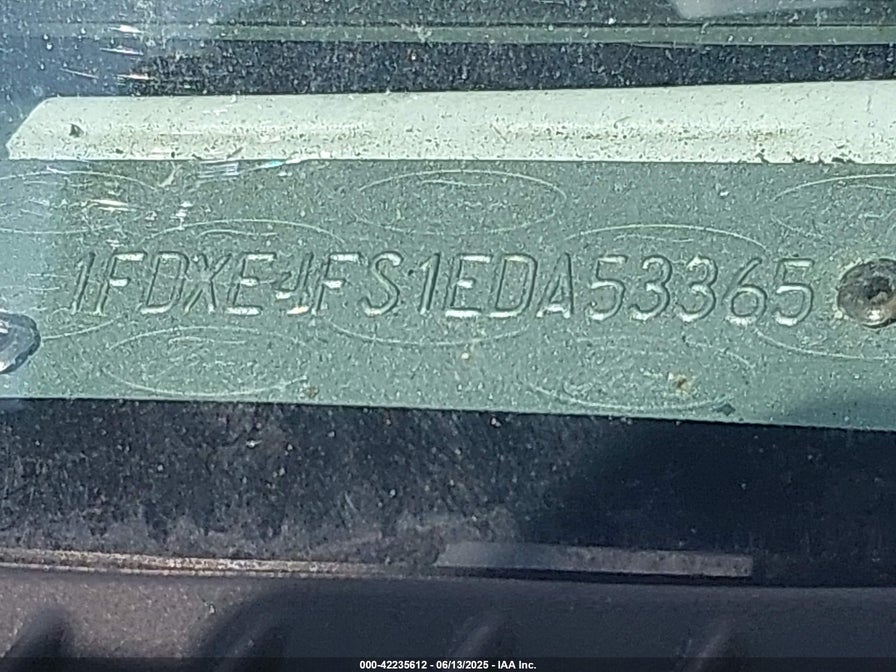 1FDXE4FS1EDA53365
000-42235612 - 06/13/2025 - IAA Inc.